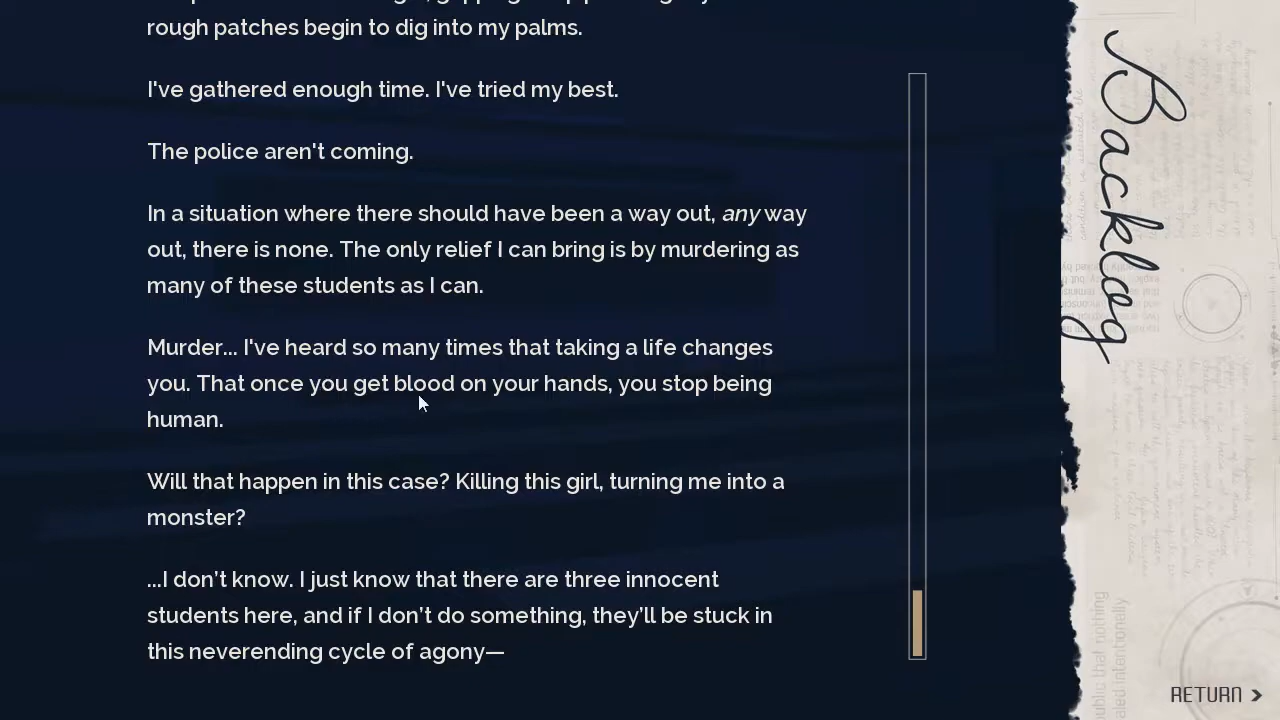 rough patches begin to dig into my palms.
I've gathered enough time. I've tried my best.
The police aren't coming.
In a situation where there should have been a way out, any way
out, there is none. The only relief I can bring is by murdering as
many of these students as I can.
Murder... I've heard so many times that taking a life changes
you. That once you get blood on your hands, you stop being
human.
Will that happen in this case? Killing this girl, turning me into a
monster?
...I don’t know. I just know that there are three innocent
students here, and if I don’t do something, they’ll be stuck in
this neverending cycle of agony—
Backlog
RETURN >